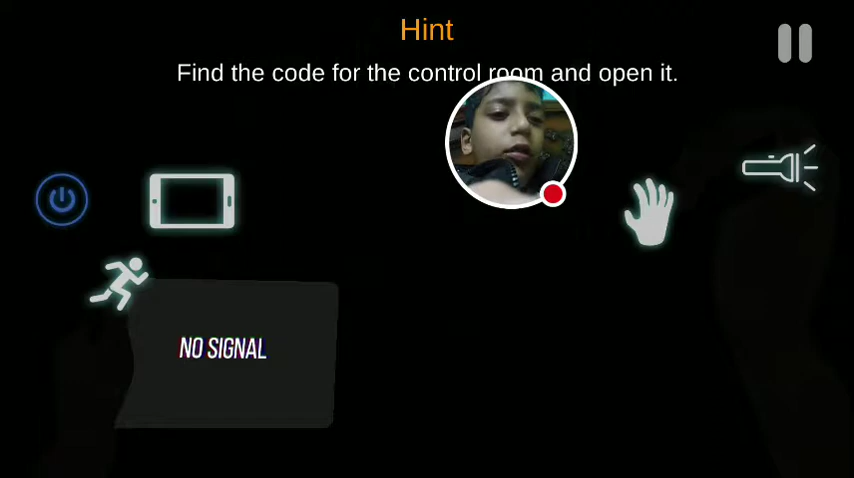 Hint
Find the code for the control room and open it.
NO SIGNAL